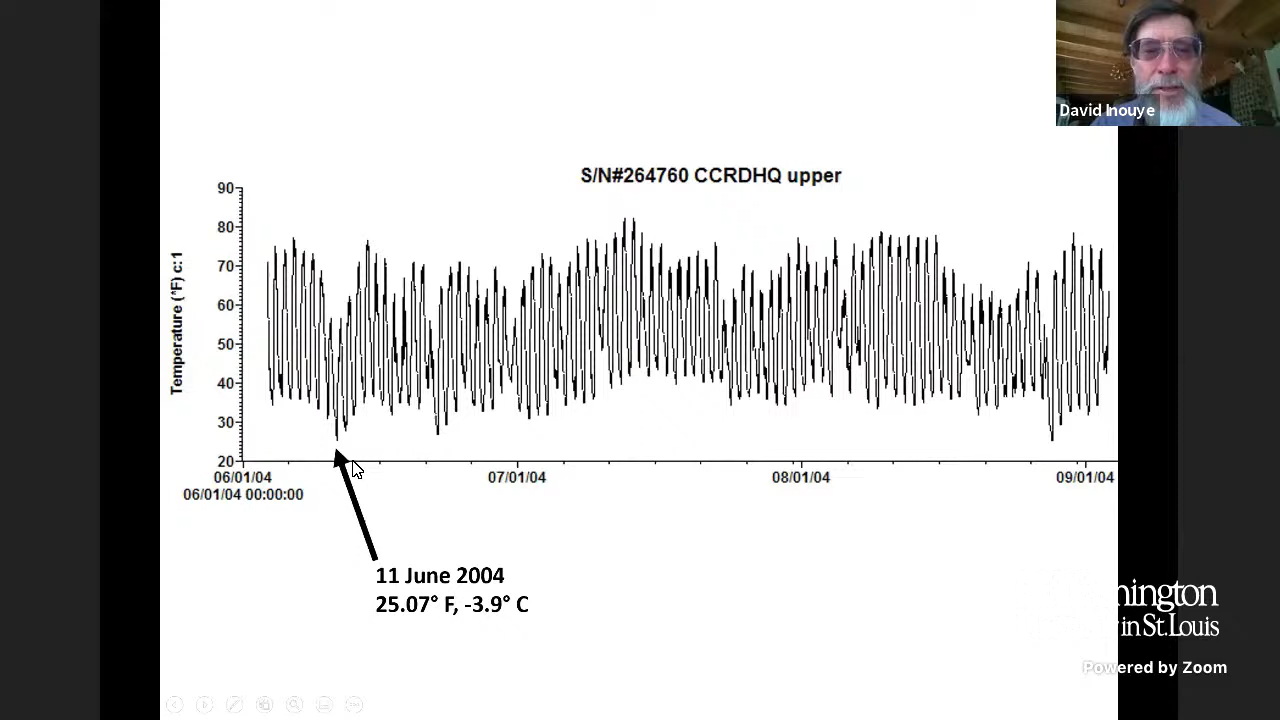 David Inouye
S/N#264760 CCRDHQ upper
Temperature (*F) c:1
90
80
70
60
50
40
30
20
06/01/04
07/01/04
08/01/04
09/01/04
06/01/04 00:00:00
11 June 2004
25.07° F, -3.9° C
in St.Louis
Powered by Zoom